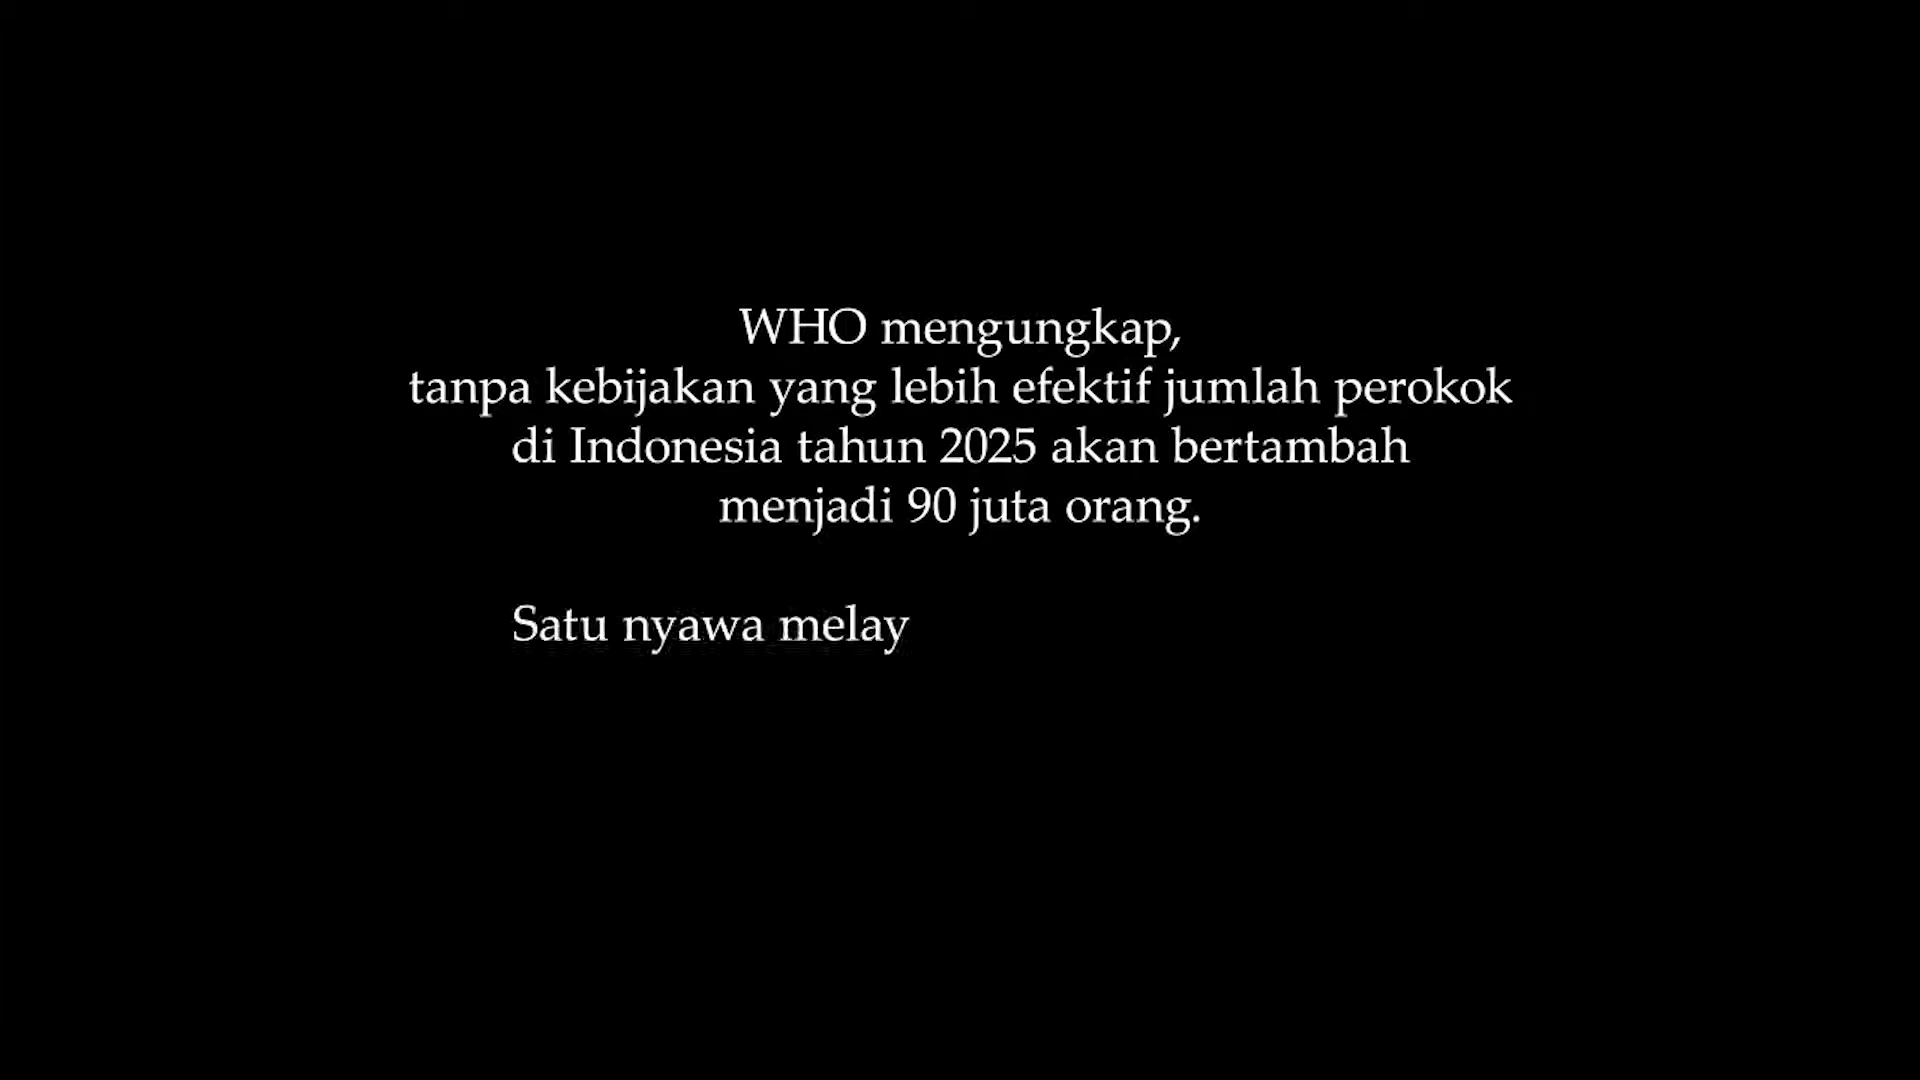 WHO mengungkap,
tanpa kebijakan yang lebih efektif jumlah perokok
di Indonesia tahun 2025 akan bertambah
menjadi 90 juta orang.
Satu nyawa melay